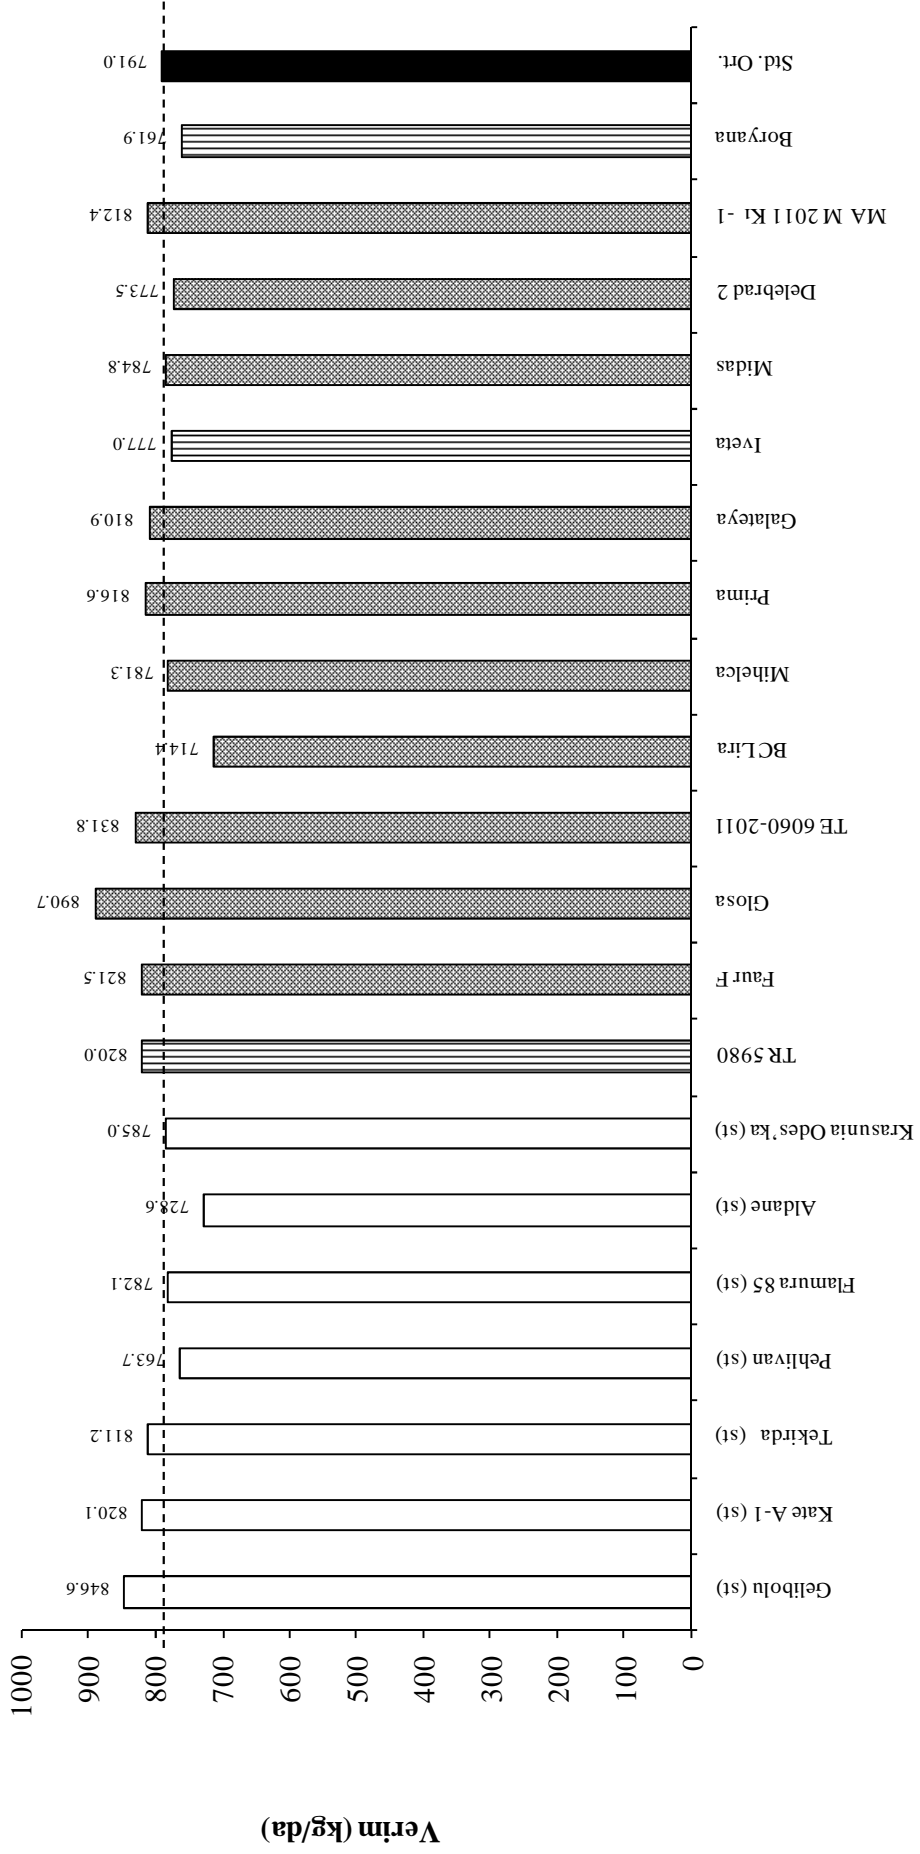 Verim (kg/da)
1000
900
800
700
600
500
400
300
200
100
0
846.6
820.1
811.2
763.7
782.1
728.6
785.0
820.0
821.5
890.7
831.8
714.4
781.3
816.6
810.9
777.0
784.8
773.5
812.4
761.9
791.0
Gelibolu (st)
Kate A-1 (st)
Tekirda (st)
Pehlivan (st)
Flamura 85 (st)
Aldane (st)
Krasunia Odes'ka (st)
TR 5980
Faur F
Glosa
TE 6060-2011
BC Lira
Mihelca
Prima
Galateya
Iveta
Midas
Delebrad 2
MA M 2011 Kı -1
Boryana
Std. Ort.